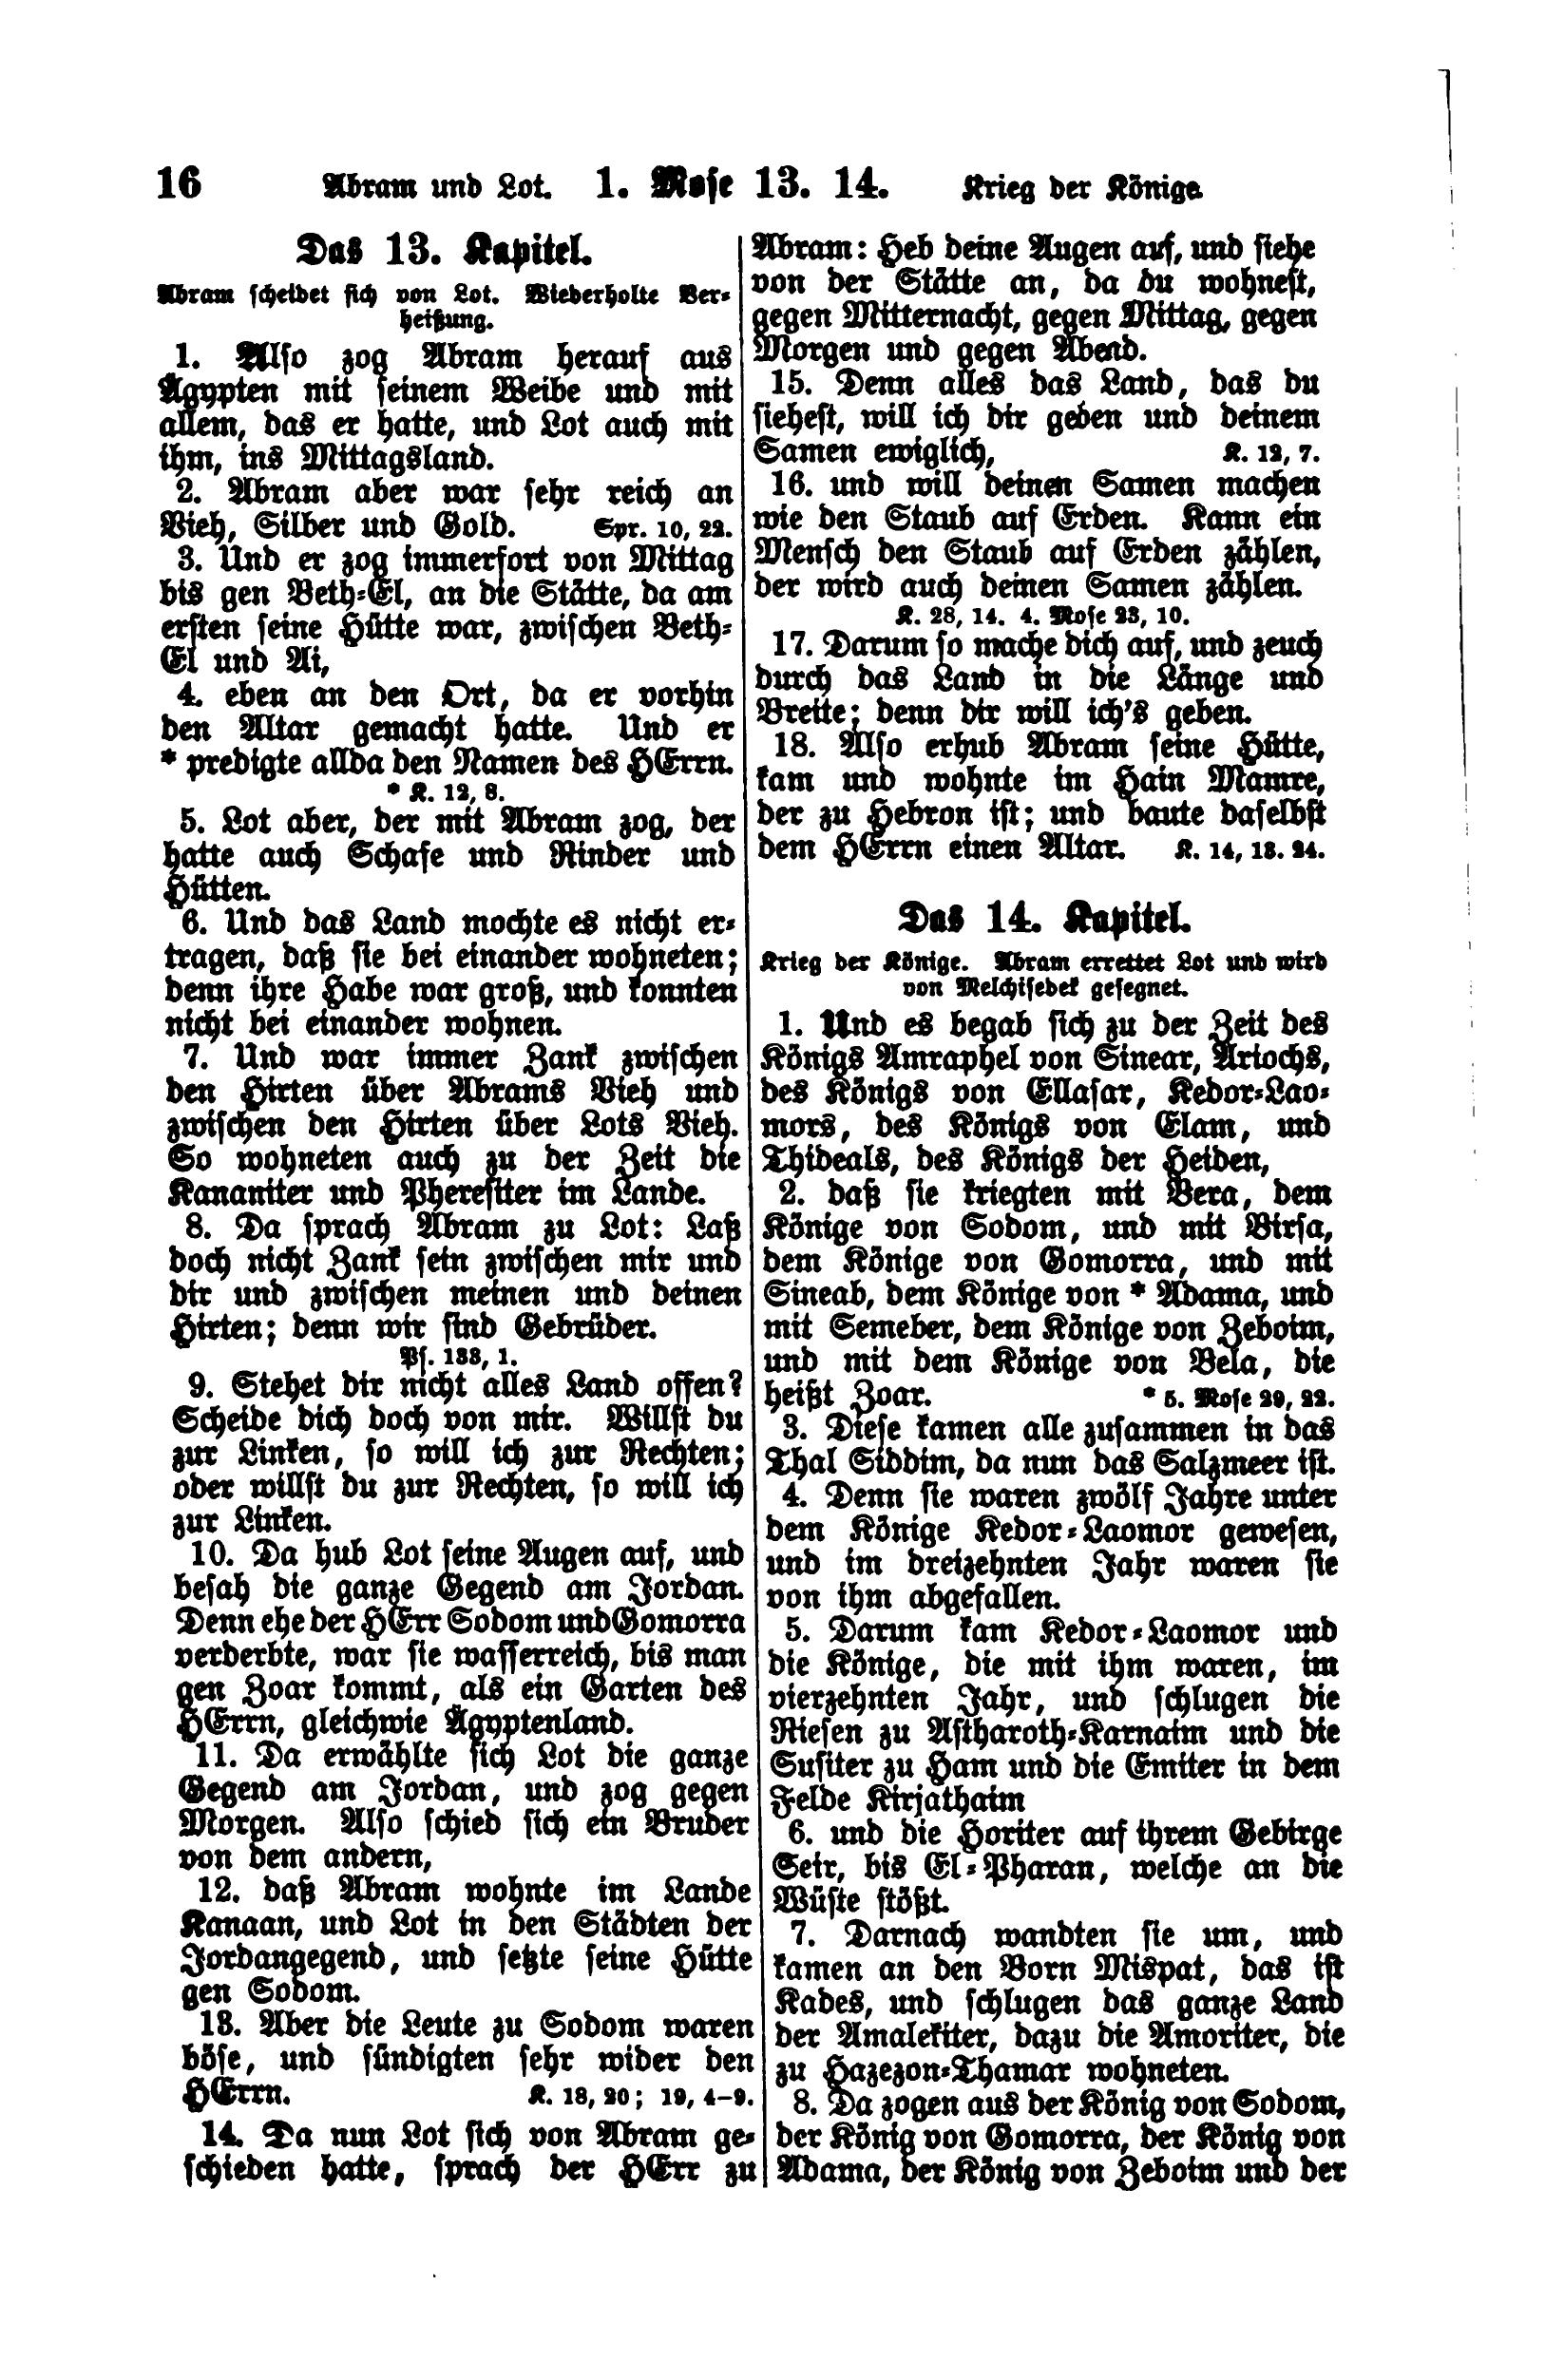 16 Abram und Lot. 1. Mose 13. 14. Krieg der Könige
Das 13. Kapitel.
Abram scheidet sich von Lot. Wiederholte Ver-
heißung.
1. Also zog Abram herauf aus
Ägypten mit seinem Weibe und mit
allem, das er hatte, und Lot auch mit
ihm, ins Mittagsland.
2. Abram aber war sehr reich an
Vieh, Silber und Gold. Spr. 10, 22.
3. Und er zog immerfort von Mittag
bis gen Beth-El, an die Stätte, da am
ersten seine Hütte war, zwischen Beth-
El und Ai,
4. eben an den Ort, da er vorhin
den Altar gemacht hatte. Und er
* predigte allda den Namen des HErrn.
* K. 12, 8.
5. Lot aber, der mit Abram zog, der
hatte auch Schafe und Rinder und
Hütten.
6. Und das Land mochte es nicht er-
tragen, daß sie bei einander wohneten;
denn ihre Habe war groß, und konnten
nicht bei einander wohnen.
7. Und war immer Zank zwischen
den Hirten über Abrams Vieh und
zwischen den Hirten über Lots Vieh.
So wohneten auch zu der Zeit die
Kananiter und Pheresiter im Lande.
8. Da sprach Abram zu Lot: Laß
doch nicht Zank sein zwischen mir und
dir und zwischen meinen und deinen
Hirten; denn wir sind Gebrüder.
Ps. 133, 1.
9. Stehet dir nicht alles Land offen?
Scheide dich doch von mir. Willst du
zur Linken, so will ich zur Rechten;
oder willst du zur Rechten, so will ich
zur Linken.
10. Da hub Lot seine Augen auf, und
besah die ganze Gegend am Jordan.
Denn ehe der HErr Sodom und Gomorra
verderbte, war sie wasserreich, bis man
gen Zoar kommt, als ein Garten des
HErrn, gleichwie Ägyptenland.
11. Da erwählte sich Lot die ganze
Gegend am Jordan, und zog gegen
Morgen. Also schied sich ein Bruder
von dem andern,
12. daß Abram wohnte im Lande
Kanaan, und Lot in den Städten der
Jordangegend, und setzte seine Hütte
gen Sodom.
13. Aber die Leute zu Sodom waren
böse, und sündigten sehr wider den
HErrn. K. 18, 20; 19, 4-9.
14. Da nun Lot sich von Abram ge-
schieden hatte, sprach der HErr zu
Abram: Heb deine Augen auf, und siehe
von der Stätte an, da du wohnest,
gegen Mitternacht, gegen Mittag, gegen
Morgen und gegen Abend.
15. Denn alles das Land, das du
siehest, will ich dir geben und deinem
Samen ewiglich, K. 12, 7.
16. und will deinen Samen machen
wie den Staub auf Erden. Kann ein
Mensch den Staub auf Erden zählen,
der wird auch deinen Samen zählen.
K. 28, 14. 4. Mose 23, 10.
17. Darum so mache dich auf, und zeuch
durch das Land in die Länge und
Breite; denn dir will ich's geben.
18. Also erhub Abram seine Hütte,
kam und wohnte im Hain Mamre,
der zu Hebron ist; und baute daselbst
dem HErrn einen Altar. K. 14, 13. 24.
Das 14. Kapitel.
Krieg der Könige. Abram errettet Lot und wird
von Melchisedek gesegnet.
1. Und es begab sich zu der Zeit des
Königs Amraphel von Sinear, Ariochs,
des Königs von Ellasar, Kedor-Lao-
mors, des Königs von Elam, und
Thideals, des Königs der Heiden,
2. daß sie kriegten mit Bera, dem
Könige von Sodom, und mit Birsa,
dem Könige von Gomorra, und mit
Sineab, dem Könige von * Adama, und
mit Semeber, dem Könige von Zeboim,
und mit dem Könige von Bela, die
heißt Zoar. * 5. Mose 29, 22.
3. Diese kamen alle zusammen in das
Thal Siddim, da nun das Salzmeer ist.
4. Denn sie waren zwölf Jahre unter
dem Könige Kedor-Laomor gewesen,
und im dreizehnten Jahr waren sie
von ihm abgefallen.
5. Darum kam Kedor-Laomor und
die Könige, die mit ihm waren, im
vierzehnten Jahr, und schlugen die
Riesen zu Astharoth-Karnaim und die
Susiter zu Ham und die Emiter in dem
Felde Kirjathaim
6. und die Horiter auf ihrem Gebirge
Seir, bis El-Pharan, welche an die
Wüste stößt.
7. Darnach wandten sie um, und
kamen an den Born Mispat, das ist
Kades, und schlugen das ganze Land
der Amalekiter, dazu die Amoriter, die
zu Hazezon-Thamar wohneten.
8. Da zogen aus der König von Sodom,
der König von Gomorra, der König von
Adama, der König von Zeboim und der